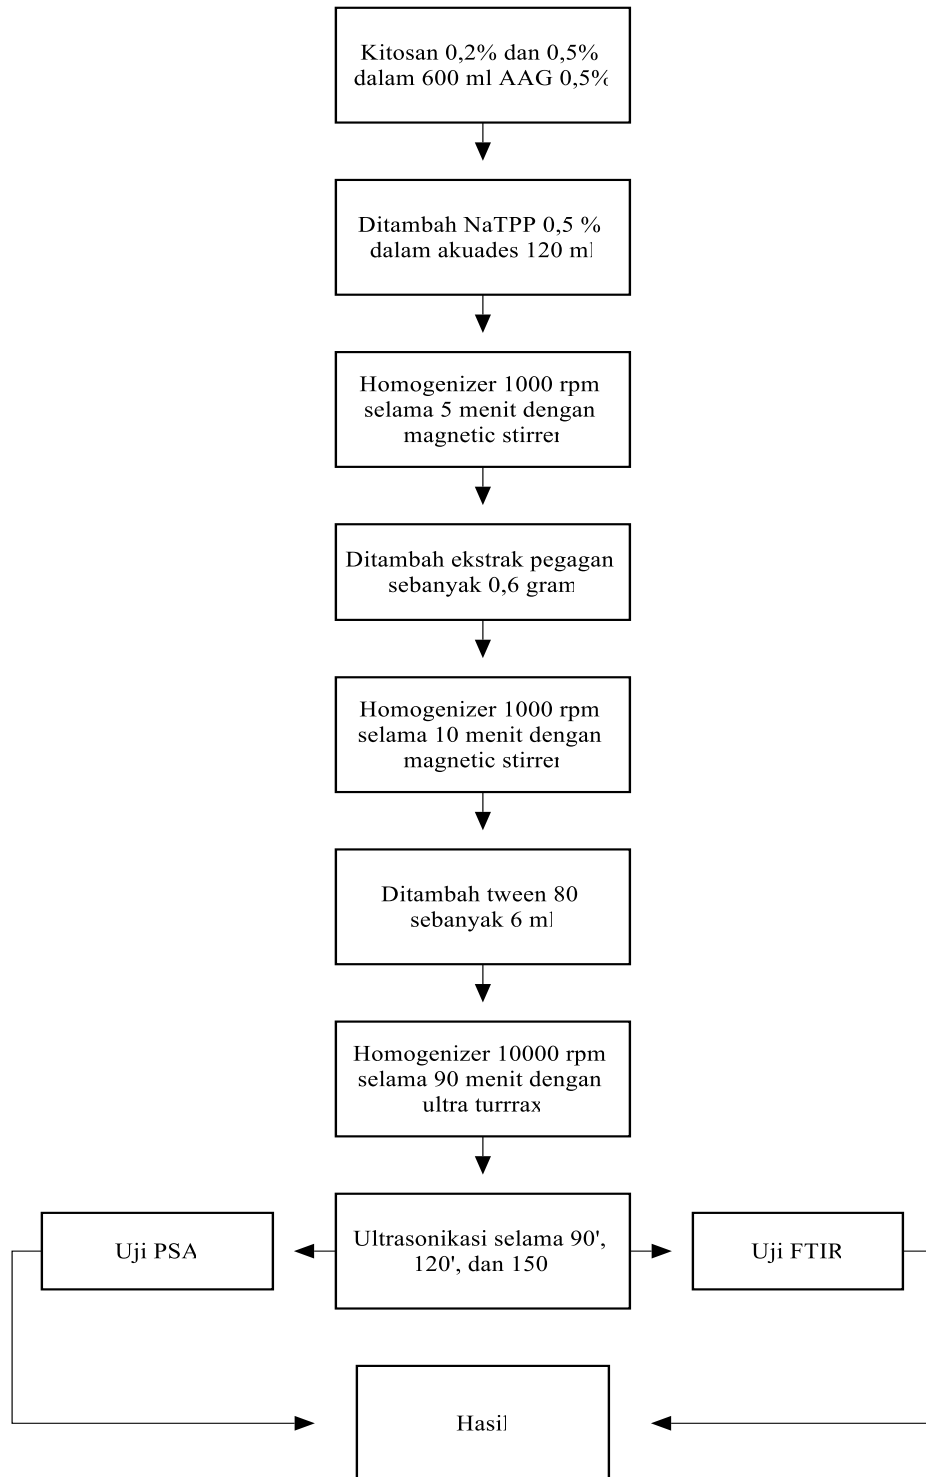 Kitosan 0,2% dan 0,5%
dalam 600 ml AAG 0,5%
Ditambah NaTPP 0,5 %
dalam akuades 120 ml
Homogenizer 1000 rpm
selama 5 menit dengan
magnetic stirrer
Ditambah ekstrak pegagan
sebanyak 0,6 gram
Homogenizer 1000 rpm
selama 10 menit dengan
magnetic stirrer
Ditambah tween 80
sebanyak 6 ml
Homogenizer 10000 rpm
selama 90 menit dengan
ultra turrrax
Uji PSA
Ultrasonikasi selama 90',
120', dan 150
Uji FTIR
Hasil